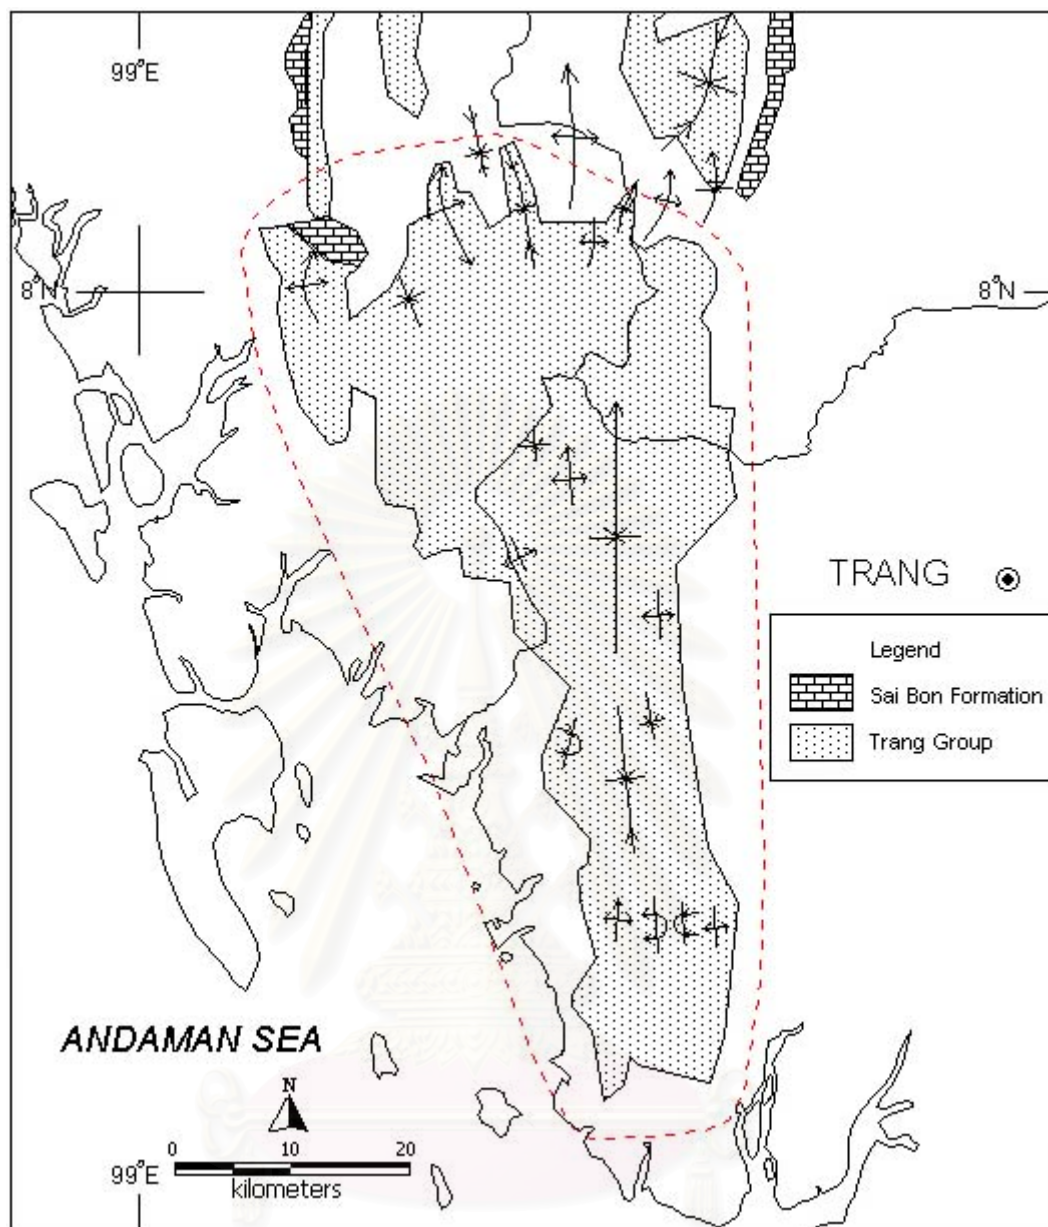 99°E
8°N
8°N
TRANG
Legend
Sai Bon Formation
Trang Group
ANDAMAN SEA
N
0 10 20
kilometers
99°E